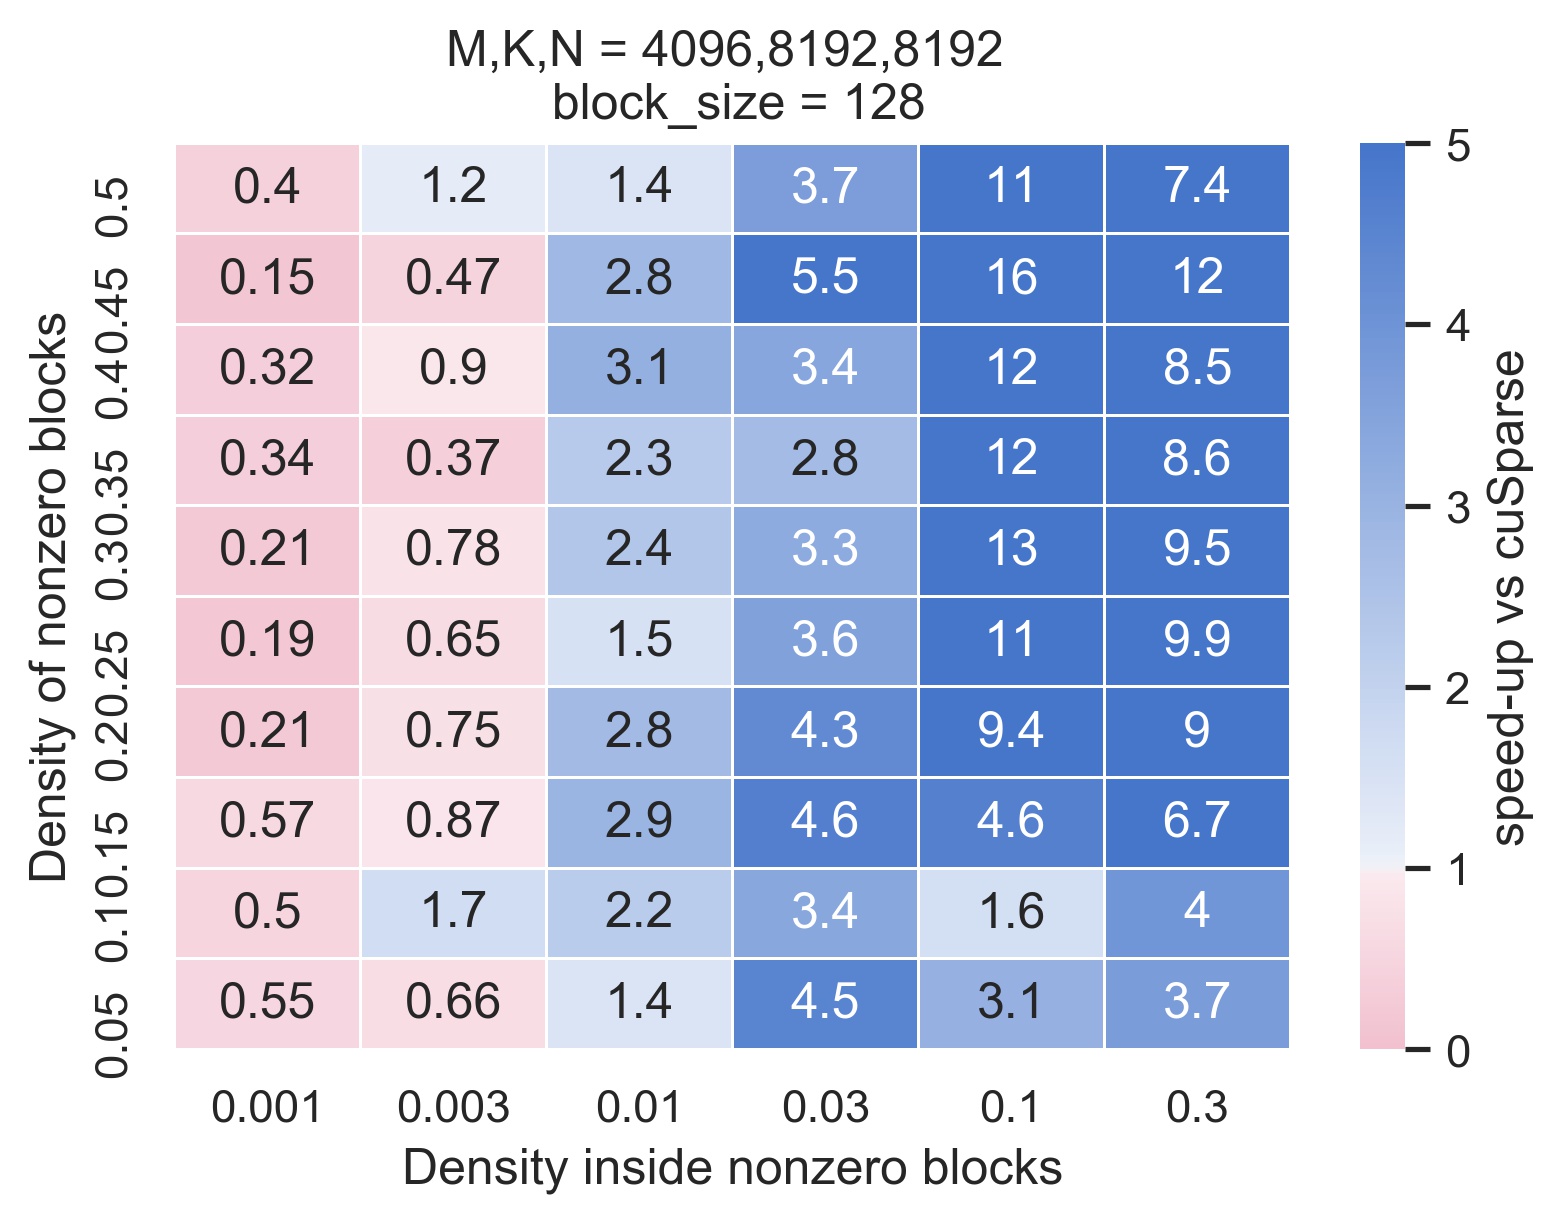 M,K,N = 4096,8192,8192
block_size = 128
Density of nonzero blocks
0.5 0.4 1.2 1.4 3.7 11 7.4
0.45 0.15 0.47 2.8 5.5 16 12
0.4 0.32 0.9 3.1 3.4 12 8.5
0.35 0.34 0.37 2.3 2.8 12 8.6
0.3 0.21 0.78 2.4 3.3 13 9.5
0.25 0.19 0.65 1.5 3.6 11 9.9
0.2 0.21 0.75 2.8 4.3 9.4 9
0.15 0.57 0.87 2.9 4.6 4.6 6.7
0.1 0.5 1.7 2.2 3.4 1.6 4
0.05 0.55 0.66 1.4 4.5 3.1 3.7
0.001 0.003 0.01 0.03 0.1 0.3
Density inside nonzero blocks
5
4
3
2
1
0
speed-up vs cuSparse